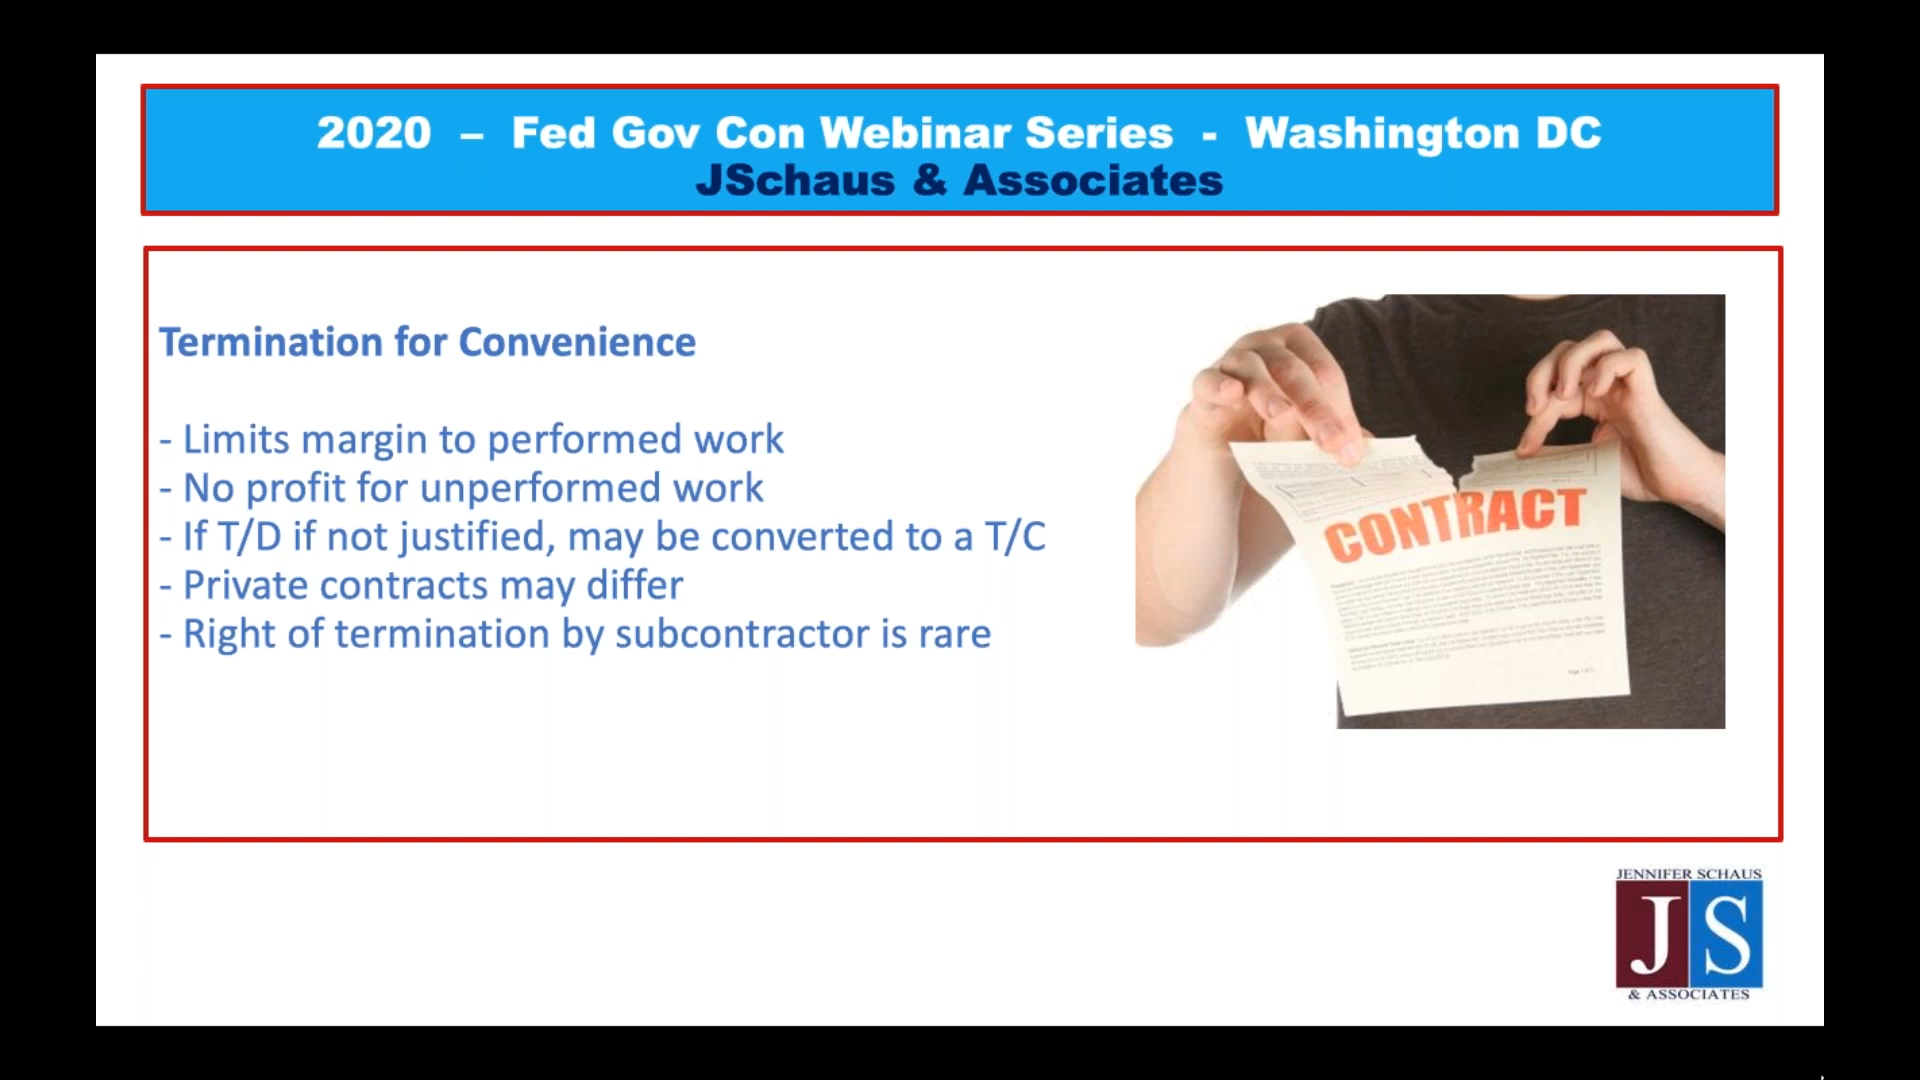 2020 – Fed Gov Con Webinar Series - Washington DC
JSchaus & Associates
Termination for Convenience
- Limits margin to performed work
- No profit for unperformed work
- If T/D if not justified, may be converted to a T/C
- Private contracts may differ
- Right of termination by subcontractor is rare
CONTRACT
JENNIFER SCHAUS
JS
& ASSOCIATES